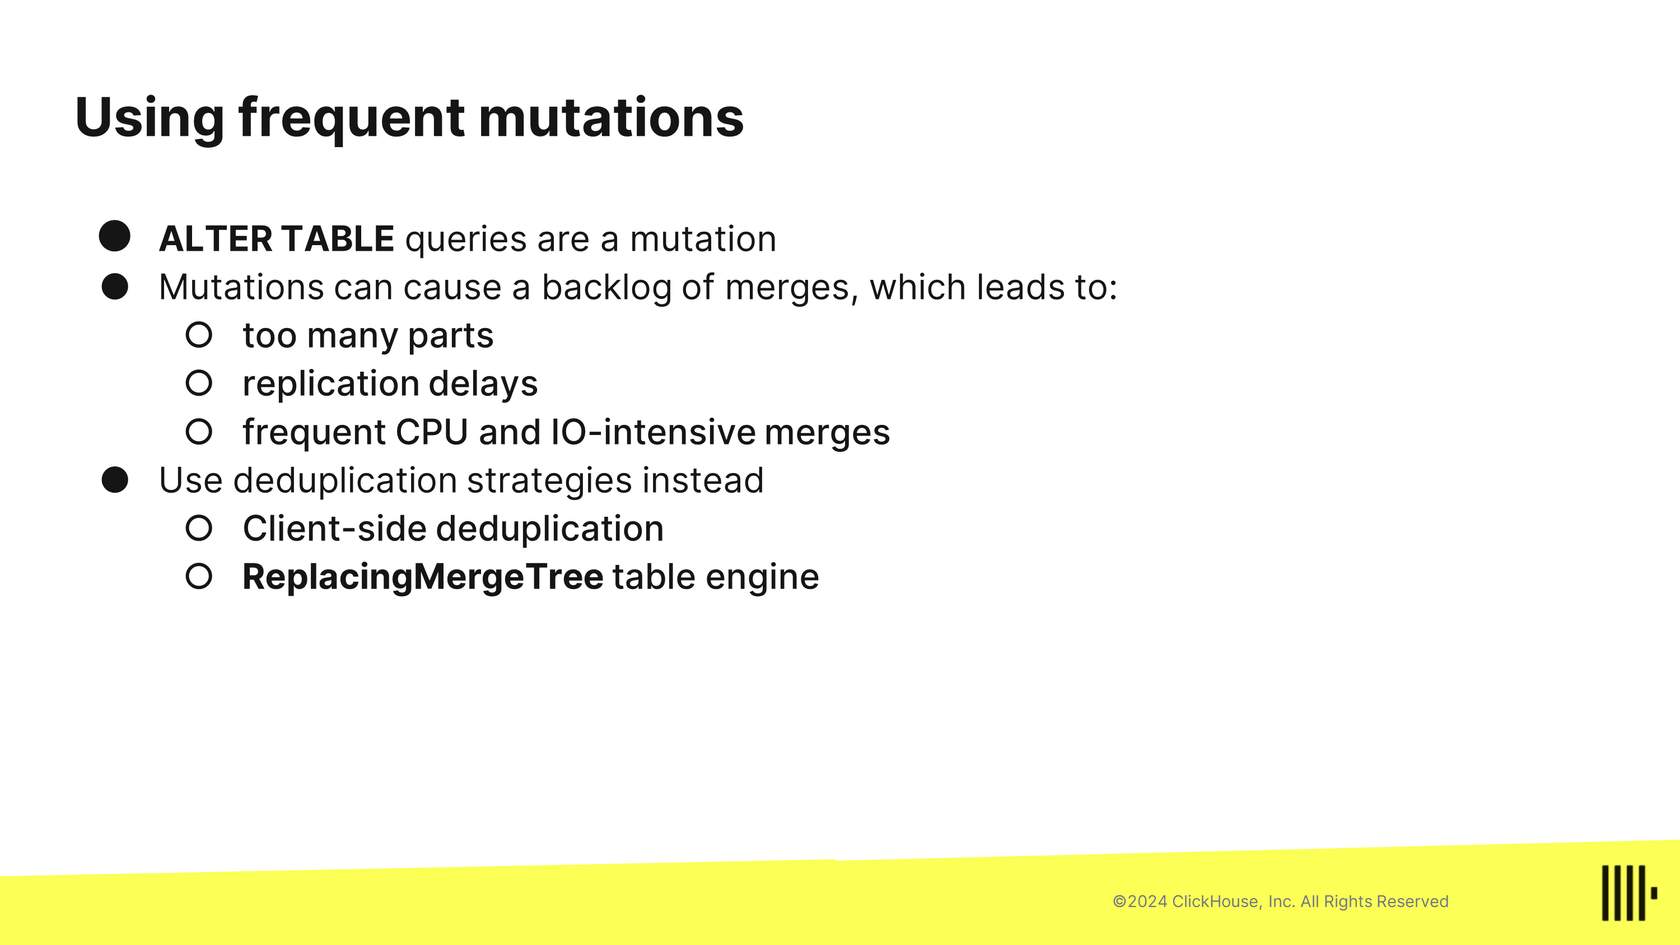 Using frequent mutations
● ALTER TABLE queries are a mutation
● Mutations can cause a backlog of merges, which leads to:
○ too many parts
○ replication delays
○ frequent CPU and IO-intensive merges
● Use deduplication strategies instead
○ Client-side deduplication
○ ReplacingMergeTree table engine
©2024 ClickHouse, Inc. All Rights Reserved